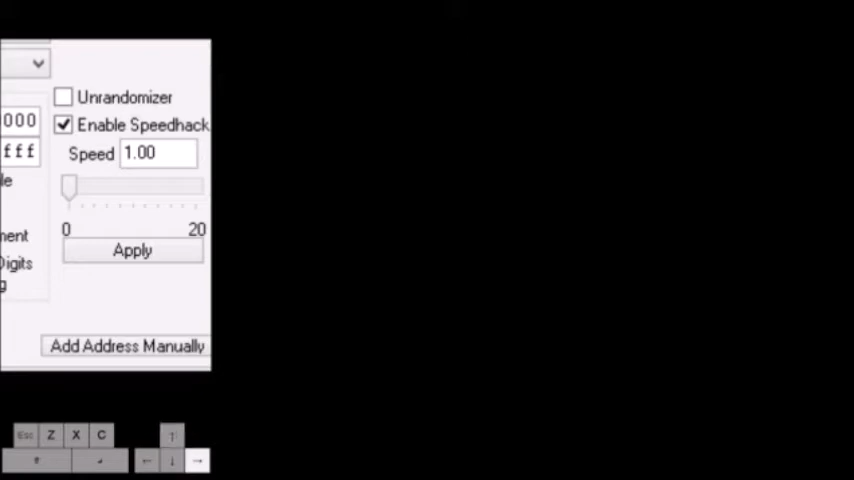 Unrandomizer
000
Enable Speedhack
fff
Speed 1.00
le
0 20
ment
Apply
Digits
g
Add Address Manually
Esc Z X C ↑
← ↓ →